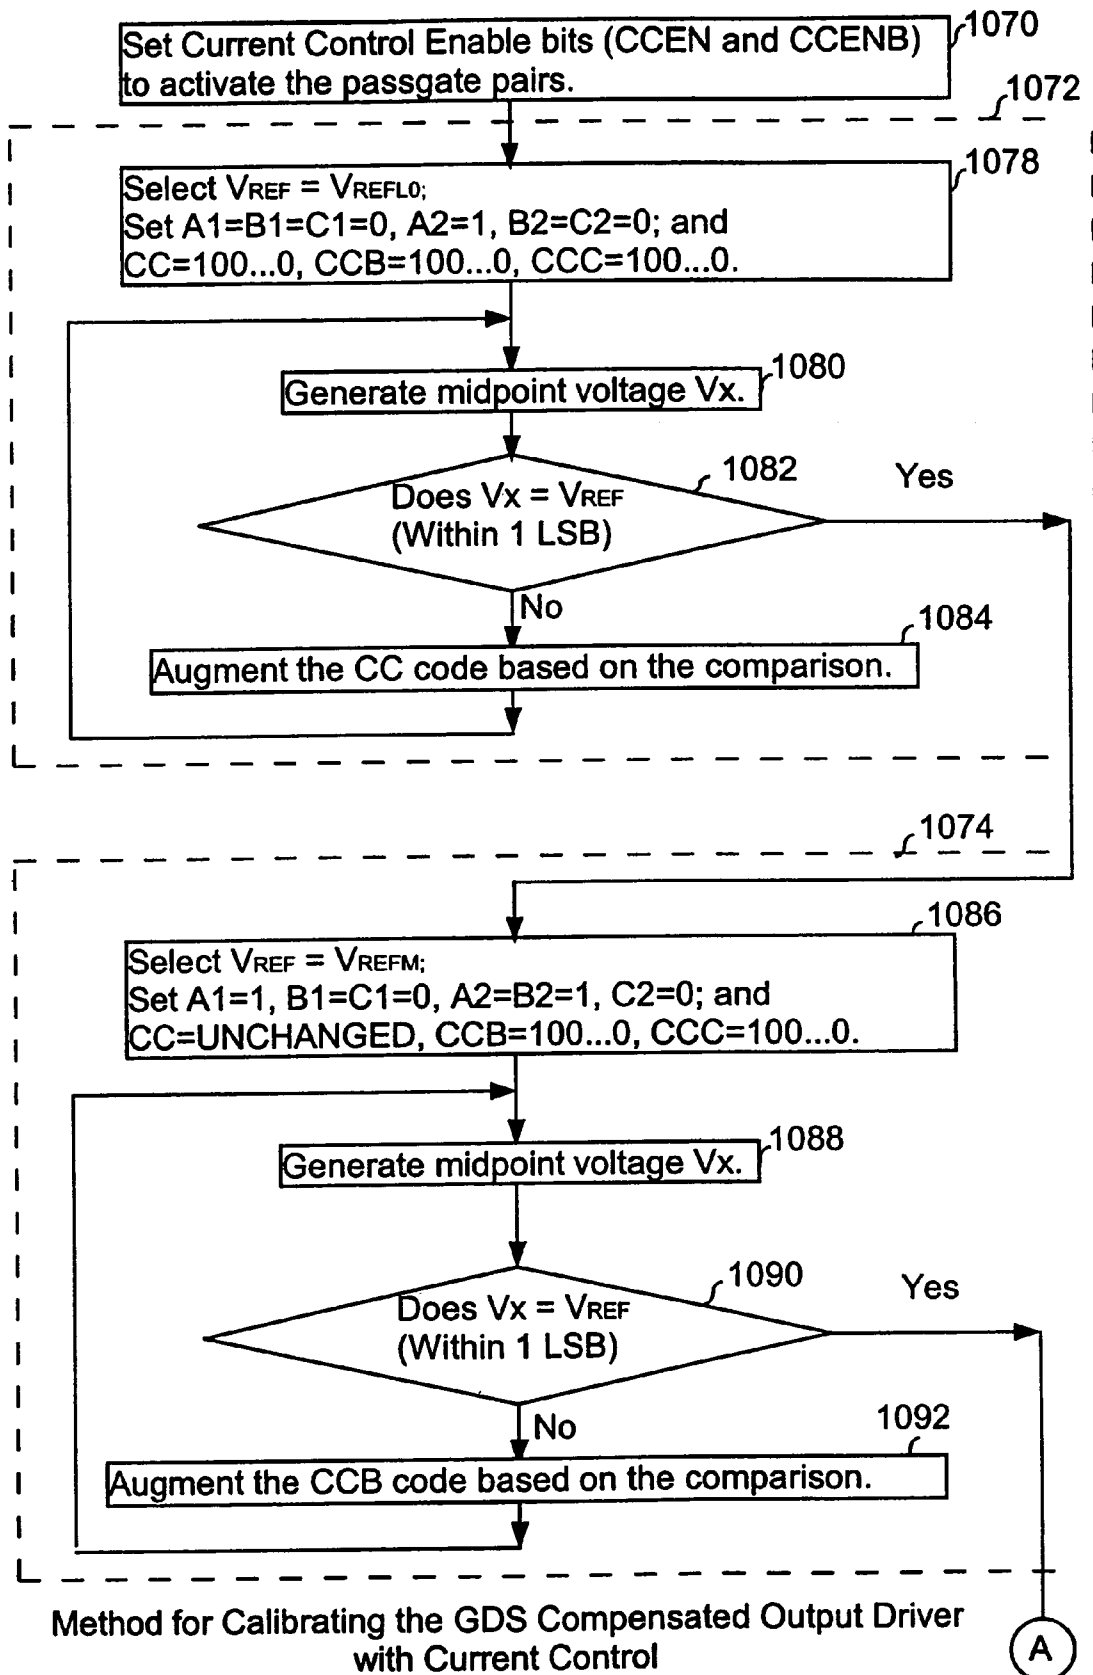 Set Current Control Enable bits (CCEN and CCENB)
to activate the passgate pairs.
1070
1072
Select VREF = VREFL0;
Set A1=B1=C1=0, A2=1, B2=C2=0; and
CC=100...0, CCB=100...0, CCC=100...0.
1078
Generate midpoint voltage Vx.
1080
Does Vx = VREF
(Within 1 LSB)
1082
Yes
No
1084
Augment the CC code based on the comparison.
1074
1086
Select VREF = VREFM;
Set A1=1, B1=C1=0, A2=B2=1, C2=0; and
CC=UNCHANGED, CCB=100...0, CCC=100...0.
Generate midpoint voltage Vx.
1088
Does Vx = VREF
(Within 1 LSB)
1090
Yes
No
1092
Augment the CCB code based on the comparison.
Method for Calibrating the GDS Compensated Output Driver
with Current Control
A